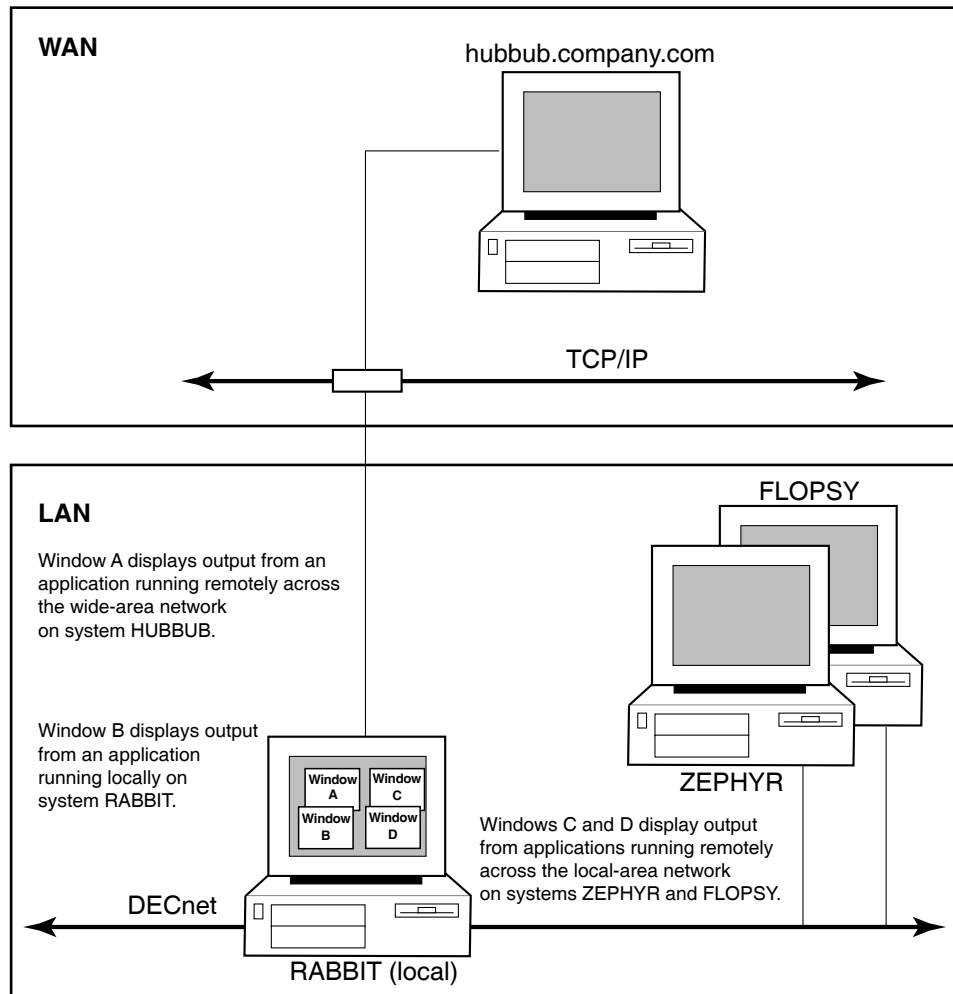 WAN
hubbub.company.com
TCP/IP
LAN
FLOPSY
Window A displays output from an
application running remotely across
the wide-area network
on system HUBBUB.
Window B displays output
from an application
running locally on
system RABBIT.
Window
A
Window
C
Window
B
Window
D
ZEPHYR
Windows C and D display output
from applications running remotely
across the local-area network
on systems ZEPHYR and FLOPSY.
DECnet
RABBIT (local)